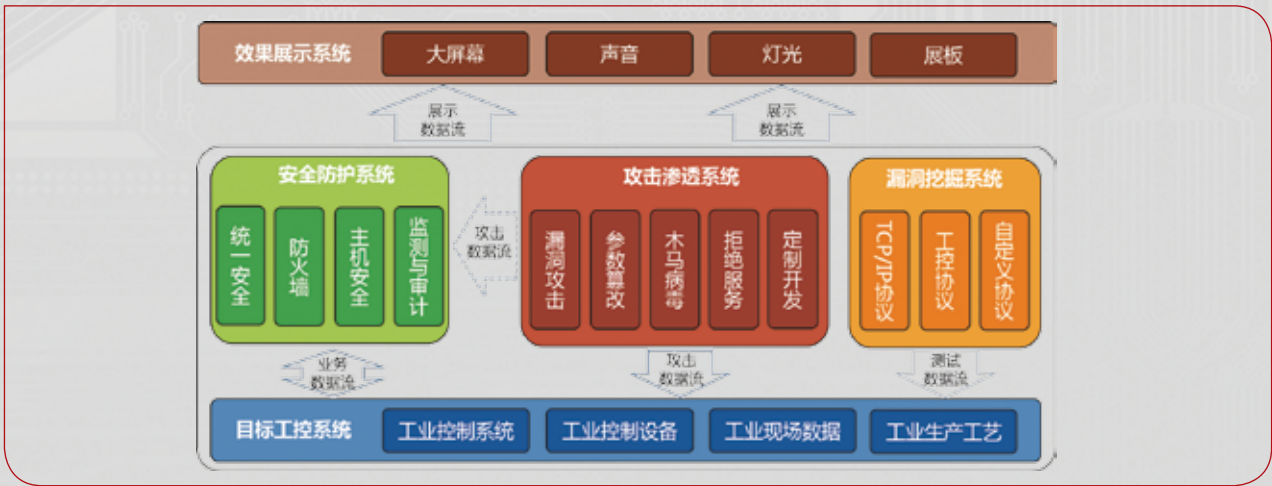 效果展示系统
大屏幕
声音
灯光
展板
展示
数据流
展示
数据流
安全防护系统
统一安全
防火墙
主机安全
监测与审计
攻击
数据流
攻击渗透系统
漏洞攻击
参数篡改
木马病毒
拒绝服务
定制开发
漏洞挖掘系统
TCP/IP协议
工控协议
自定义协议
业务
数据流
攻击
数据流
测试
数据流
目标工控系统
工业控制系统
工业控制设备
工业现场数据
工业生产工艺